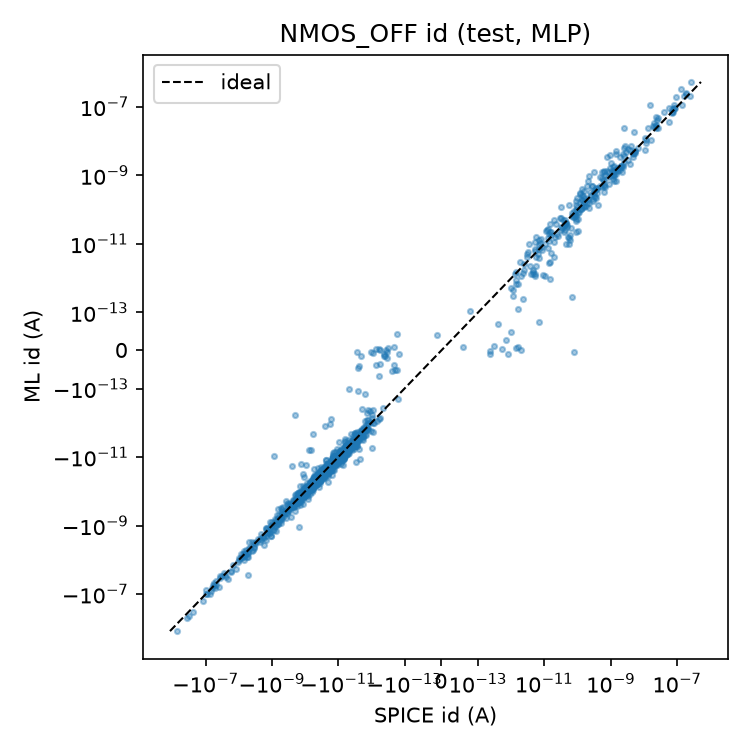 NMOS_OFF id (test, MLP)
ideal
10⁻⁷
10⁻⁹
10⁻¹¹
10⁻¹³
0
−10⁻¹³
−10⁻¹¹
−10⁻⁹
−10⁻⁷
ML id (A)
−10⁻⁷ −10⁻⁹ −10⁻¹¹ −10⁻¹³ 0 10⁻¹³ 10⁻¹¹ 10⁻⁹ 10⁻⁷
SPICE id (A)